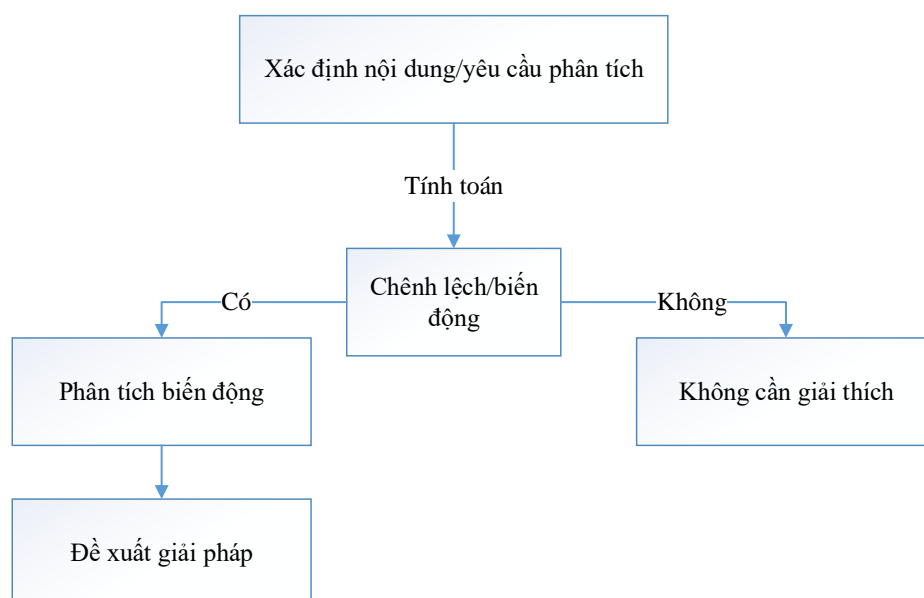 Xác định nội dung/yêu cầu phân tích
Tính toán
Chênh lệch/biến
động
Có
Không
Phân tích biến động
Không cần giải thích
Đề xuất giải pháp